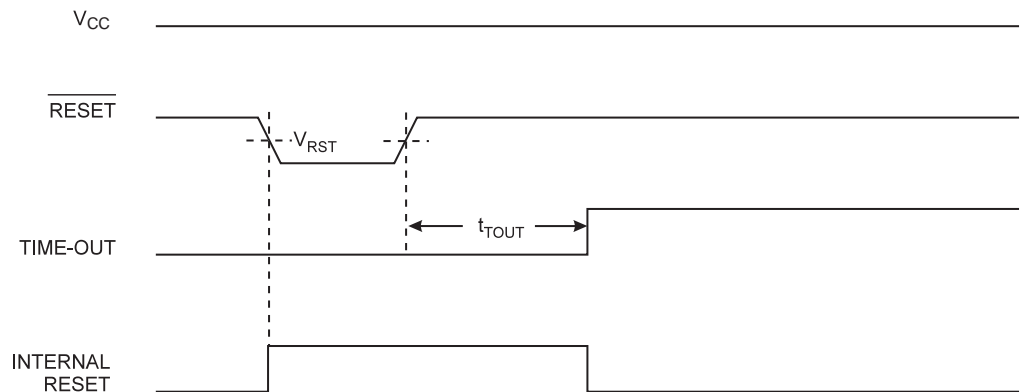 VCC
RESET
VRST
tTOUT
TIME-OUT
INTERNAL
RESET